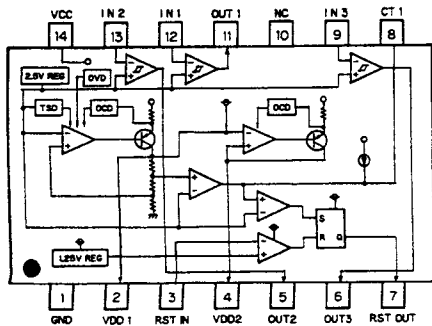 VCC IN 2 IN 1 OUT 1 NC IN 3 CT 1
14 13 12 11 10 9 8
2.5V REG OVD
TSD OCD OCD
S
R Q
1.25V REG
1 2 3 4 5 6 7
GND VDD 1 RST IN VDD2 OUT2 OUT3 RST OUT